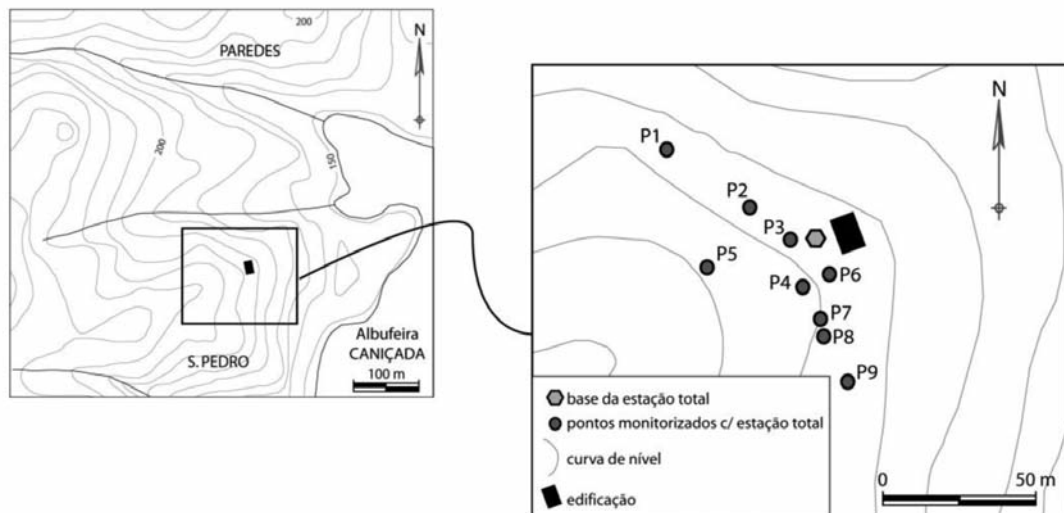 200
PAREDES
N
200
150
Albufeira
CANIÇADA
S. PEDRO
100 m
N
P1
P2
P3
P5
P4
P6
P7
P8
P9
base da estação total
pontos monitorizados c/ estação total
curva de nível
edificação
0 50 m